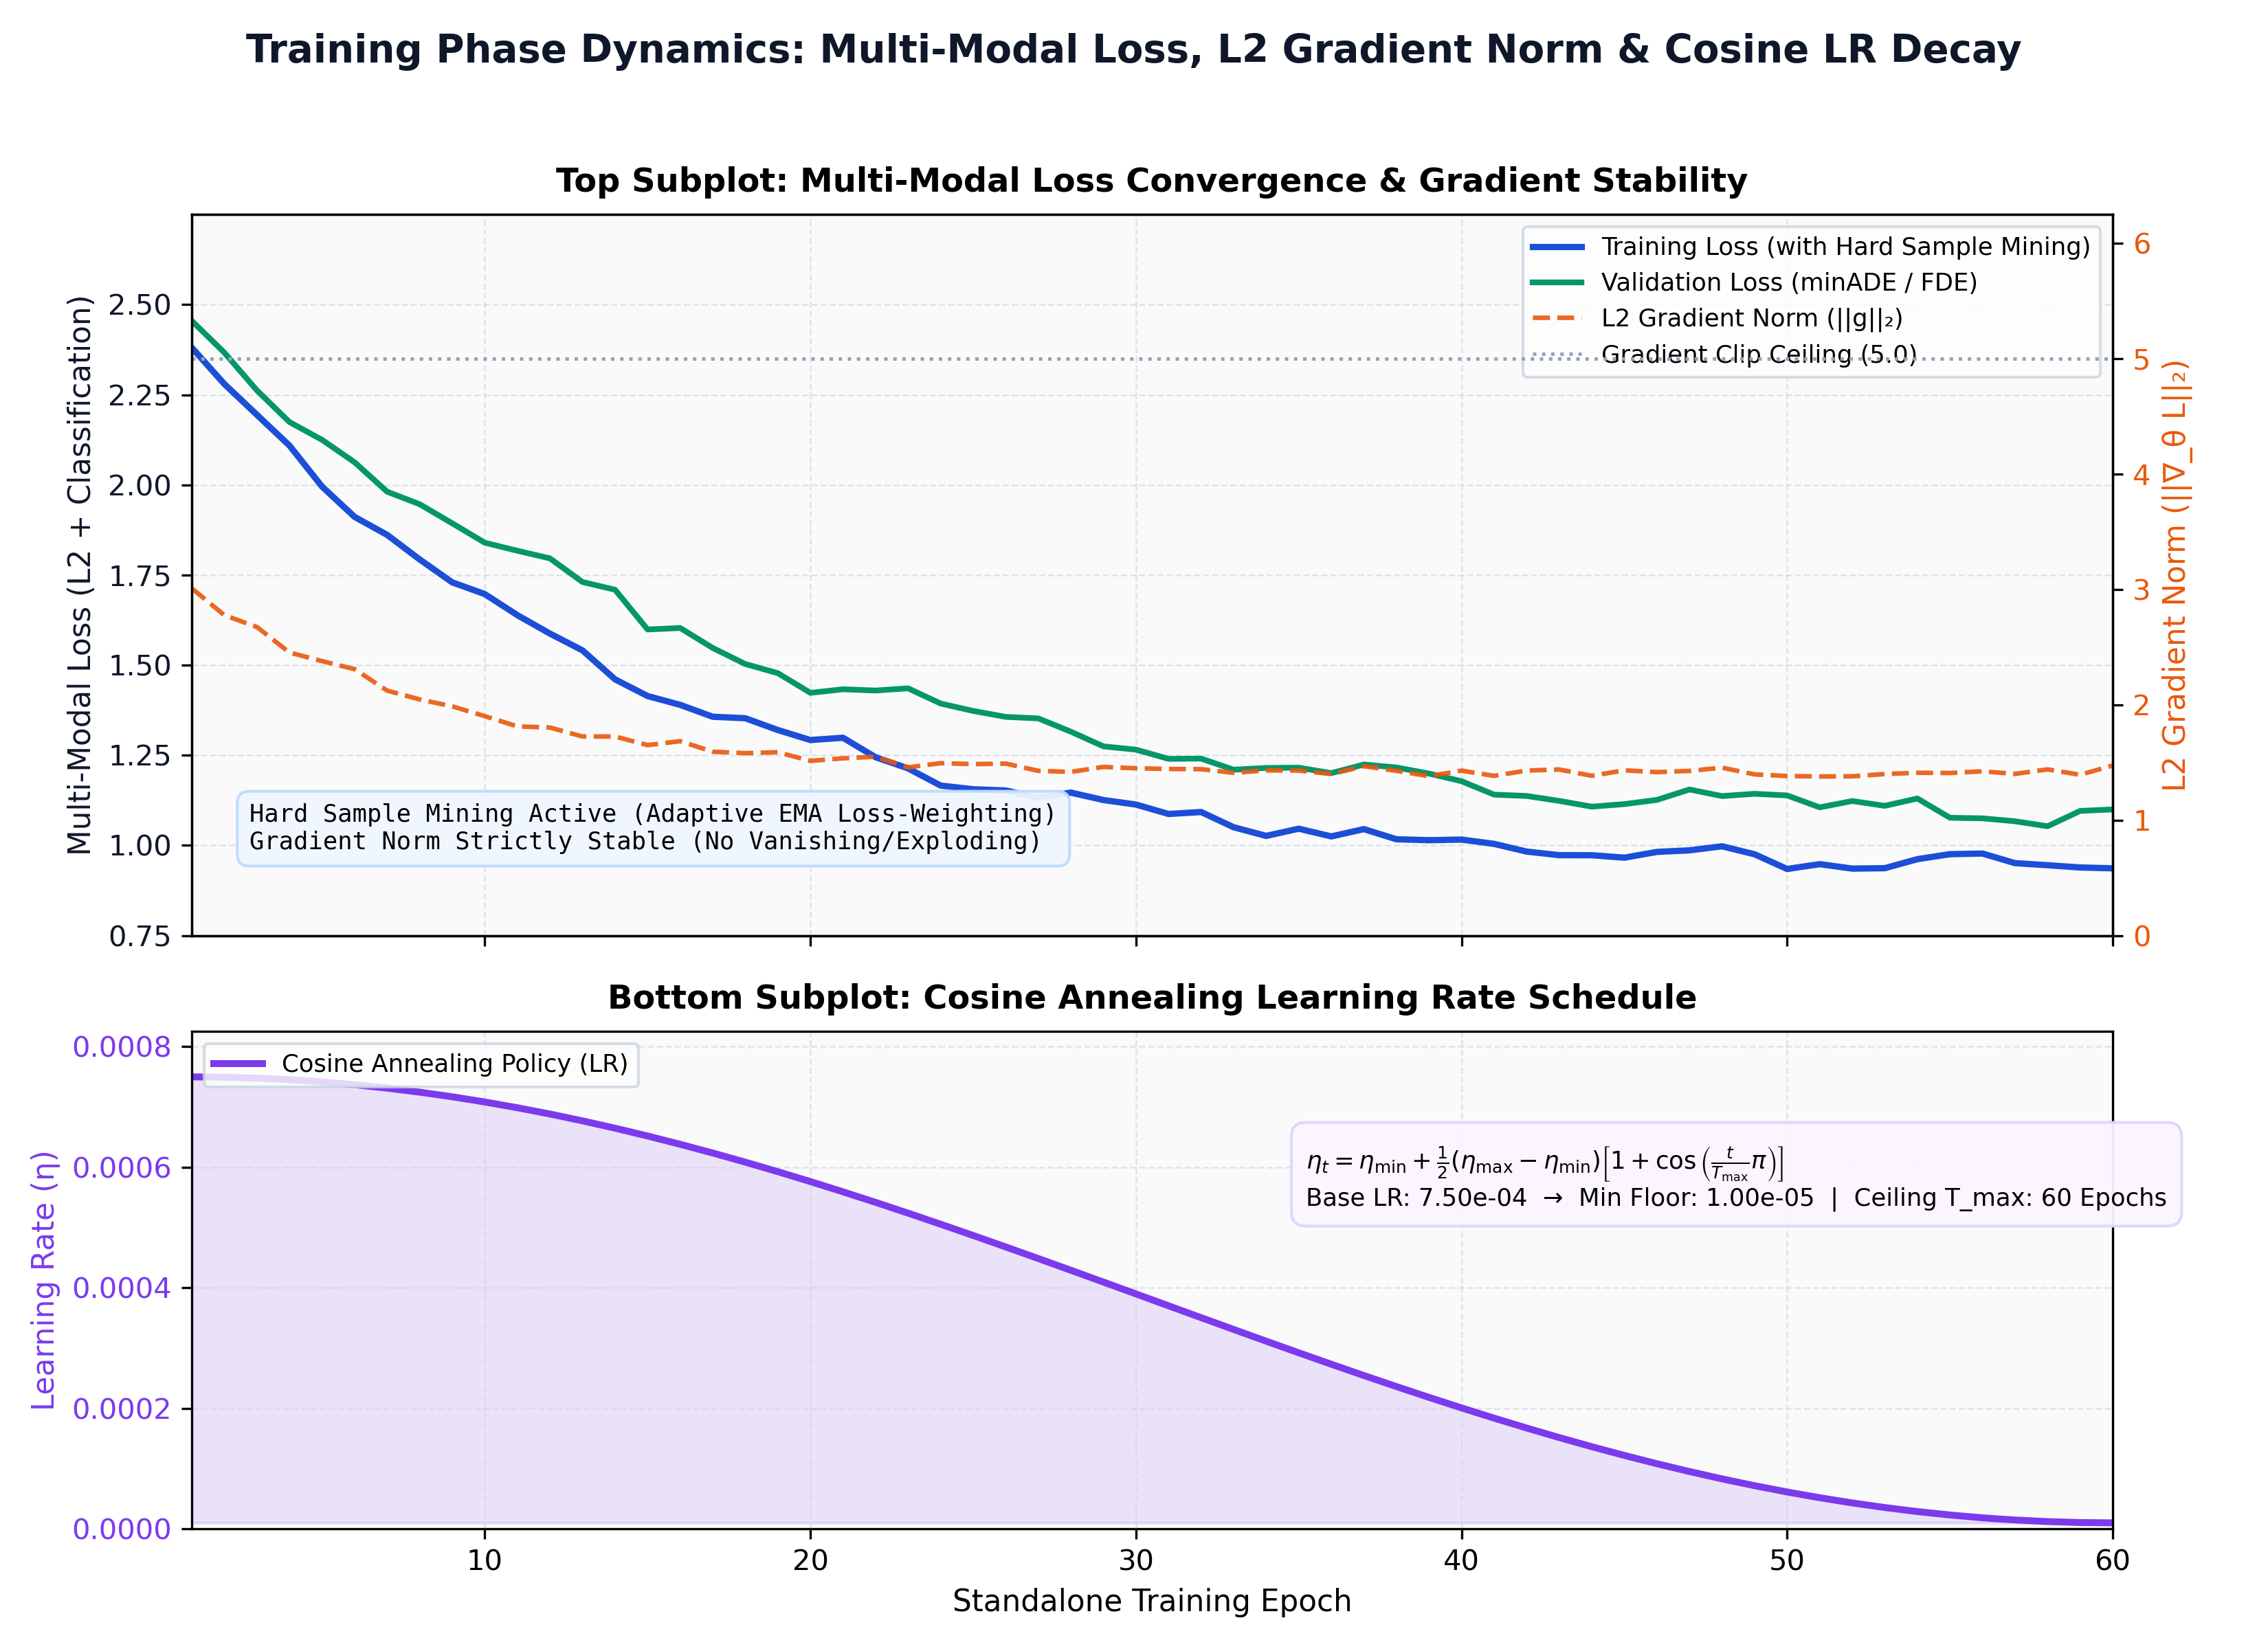 Training Phase Dynamics: Multi-Modal Loss, L2 Gradient Norm & Cosine LR Decay
Top Subplot: Multi-Modal Loss Convergence & Gradient Stability
Multi-Modal Loss (L2 + Classification)
2.50
2.25
2.00
1.75
1.50
1.25
1.00
0.75
Training Loss (with Hard Sample Mining)
Validation Loss (minADE / FDE)
L2 Gradient Norm (||g||₂)
Gradient Clip Ceiling (5.0)
Hard Sample Mining Active (Adaptive EMA Loss-Weighting)
Gradient Norm Strictly Stable (No Vanishing/Exploding)
6
5
4
3
2
1
0
L2 Gradient Norm (||∇_θ L||₂)
Bottom Subplot: Cosine Annealing Learning Rate Schedule
Learning Rate (η)
0.0008
0.0006
0.0004
0.0002
0.0000
Cosine Annealing Policy (LR)
η_t = η_min + 1/2 (η_max − η_min) [1 + cos (t/T_max π)]
Base LR: 7.50e-04 → Min Floor: 1.00e-05 | Ceiling T_max: 60 Epochs
10 20 30 40 50 60
Standalone Training Epoch